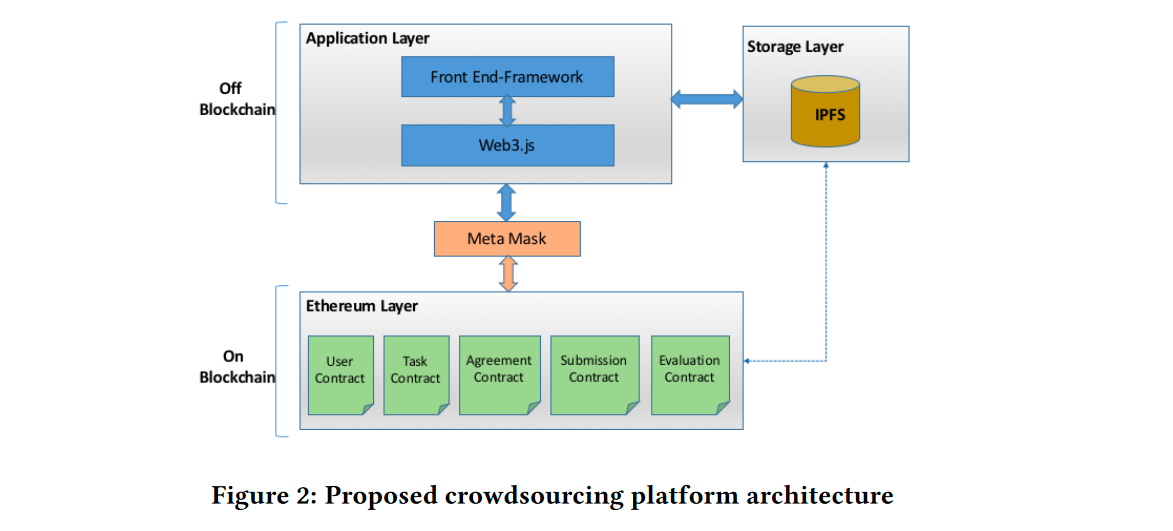 Application Layer
Front End-Framework
Web3.js
Storage Layer
IPFS
Off
Blockchain
Meta Mask
Ethereum Layer
User
Contract
Task
Contract
Agreement
Contract
Submission
Contract
Evaluation
Contract
On
Blockchain
Figure 2: Proposed crowdsourcing platform architecture